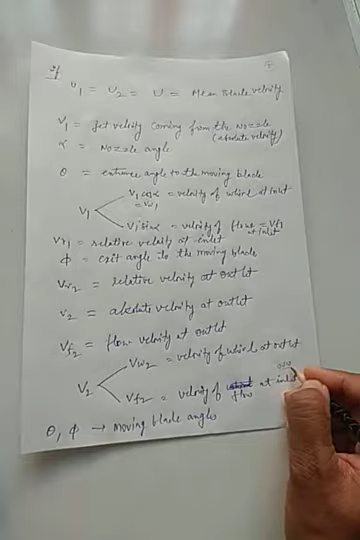 If
U1 = U2 = U = Mean Blade velocity
V1 = Jet velocity coming from the Nozzle
(absolute velocity)
α = Nozzle angle
θ = entrance angle to the moving blade
V1 cosα = velocity of whirl at inlet
= Vw1
V1
V1 sinα = velocity of flow = Vf1
at inlet
Vr1 = relative velocity at inlet
φ = exit angle to the moving blade
Vr2 = relative velocity at outlet
V2 = absolute velocity at outlet
Vf2 = flow velocity at outlet
Vw2 = velocity of whirl at outlet
V2
Vf2 = velocity of flow at inlet
θ, φ → moving blade angles